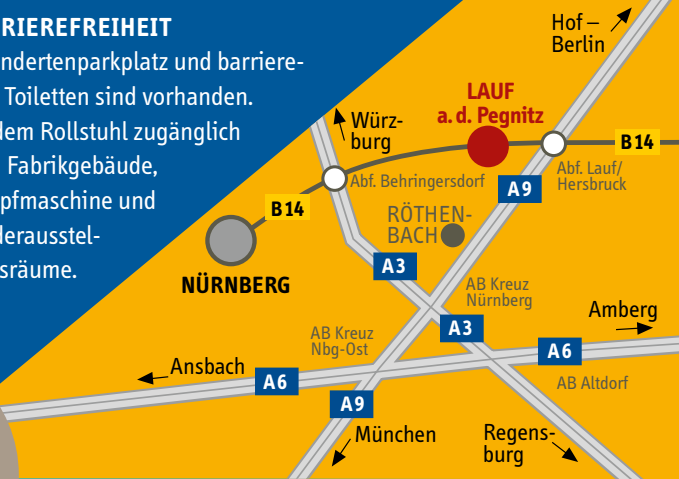 RIEREFREIHEIT
ndertenparkplatz und barriere-
Toiletten sind vorhanden.
dem Rollstuhl zugänglich
Fabrikgebäude,
pfmaschine und
derausstel-
sräume.
Hof –
Berlin
LAUF
a. d. Pegnitz
Würz-
burg
B14
Abf. Behringersdorf
Abf. Lauf/
Hersbruck
A9
B14
RÖTHEN-
BACH
NÜRNBERG
A3
AB Kreuz
Nürnberg
Amberg
A3
AB Kreuz
Nbg-Ost
A6
Ansbach
A6
AB Altdorf
A9
München
Regens-
burg